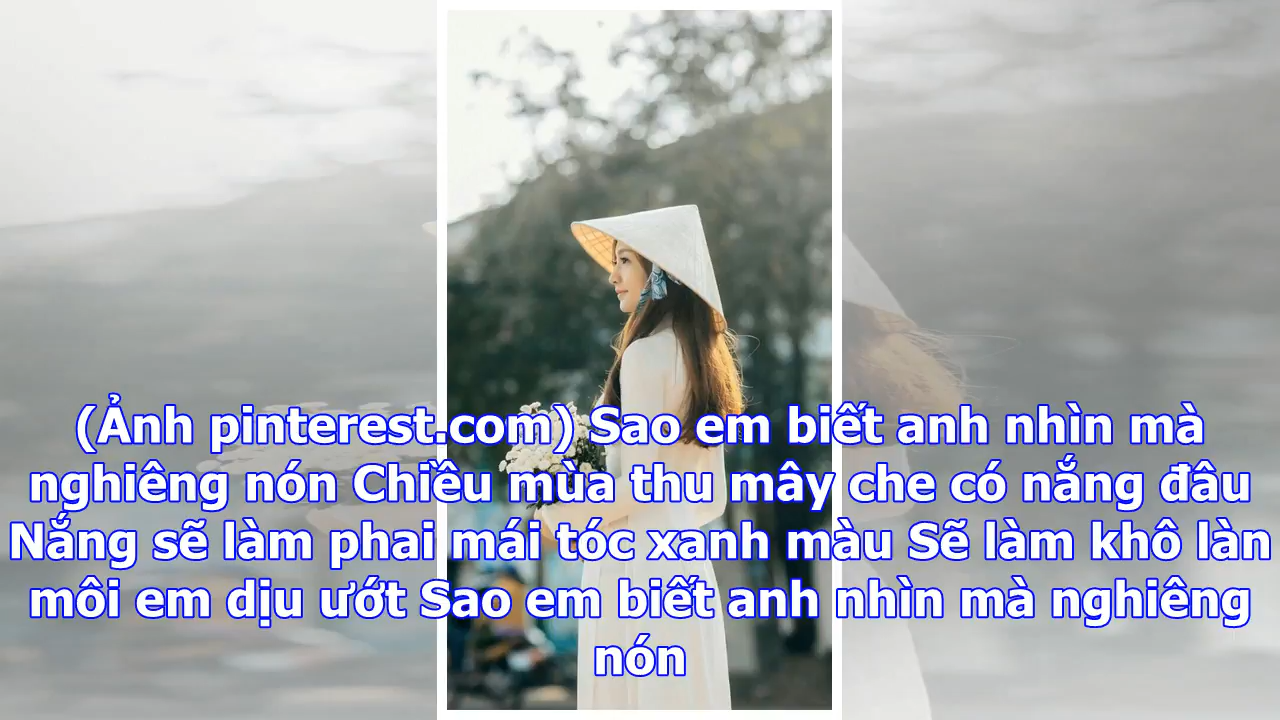 (Ảnh pinterest.com) Sao em biết anh nhìn mà
nghiêng nón Chiều mùa thu mây che có nắng đâu
Nắng sẽ làm phai mái tóc xanh màu Sẽ làm khô làn
môi em dịu ướt Sao em biết anh nhìn mà nghiêng
nón